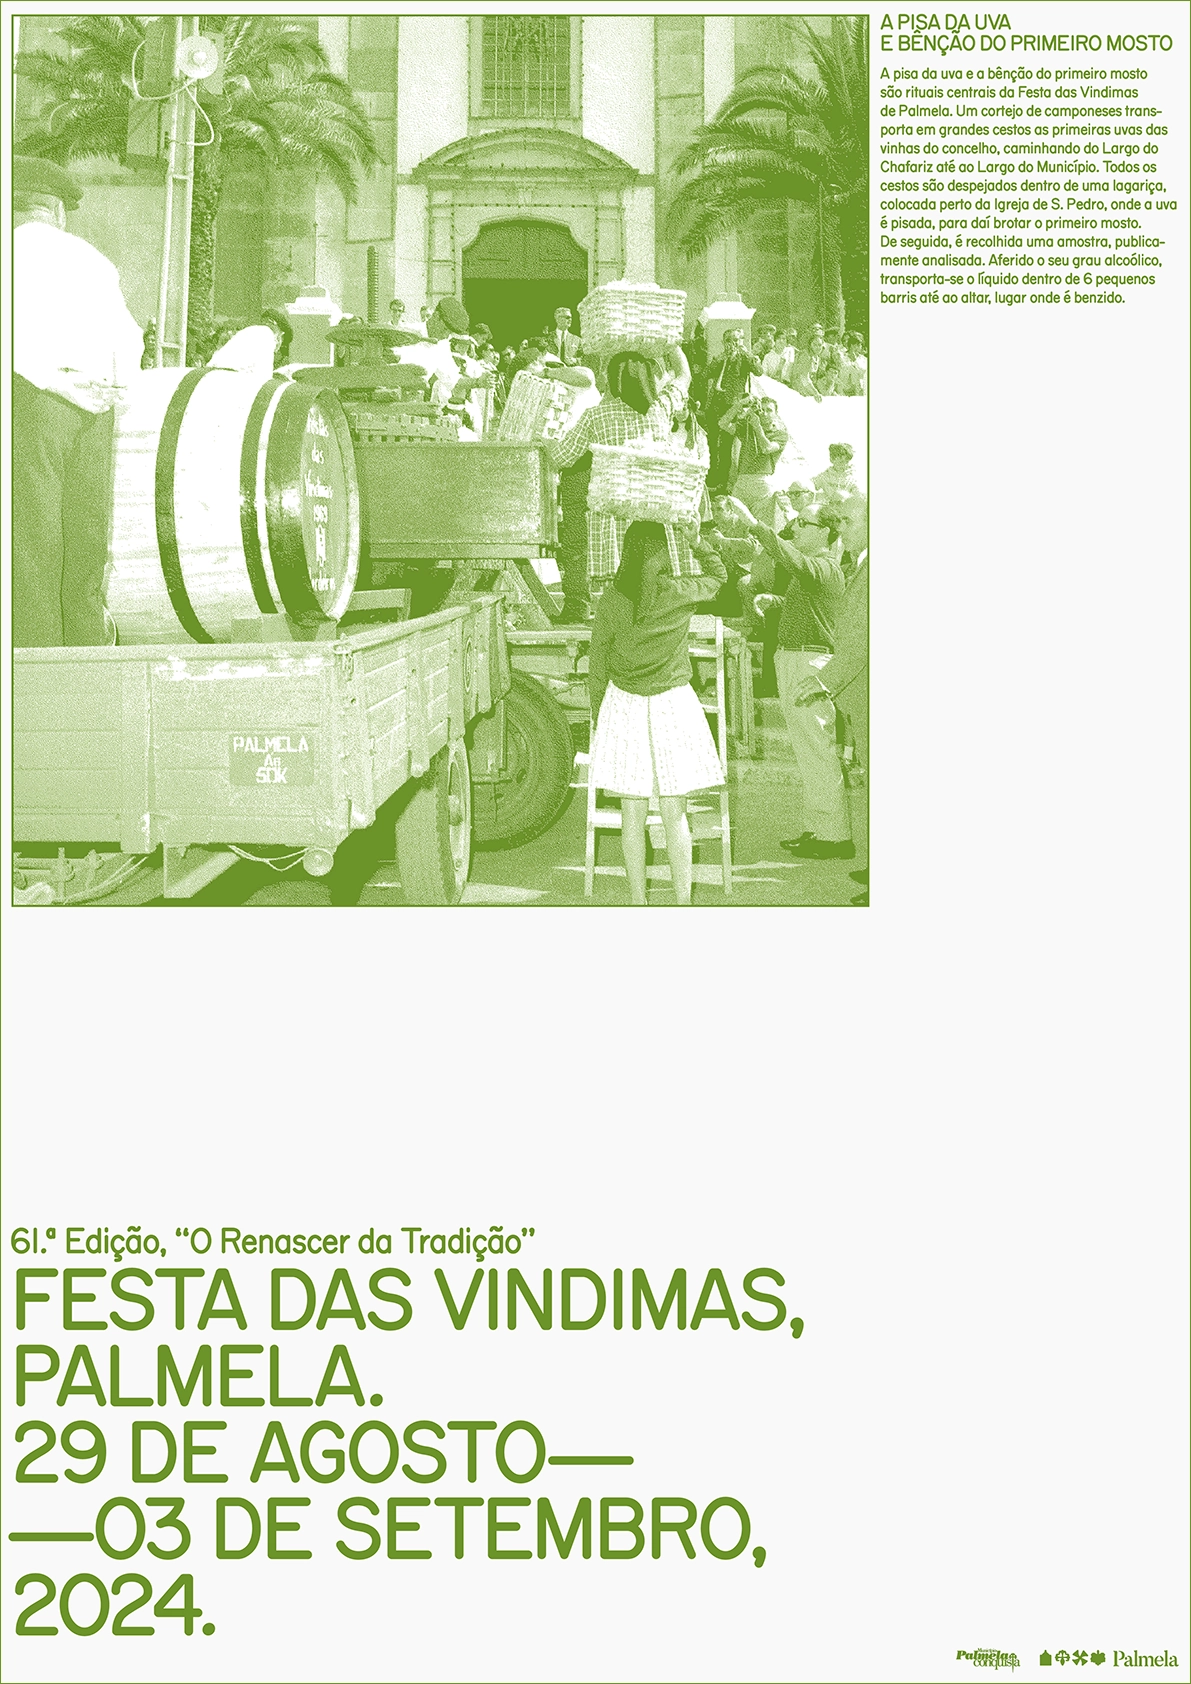 A PISA DA UVA
E BÊNÇÃO DO PRIMEIRO MOSTO
A pisa da uva e a bênção do primeiro mosto
são rituais centrais da Festa das Vindimas
de Palmela. Um cortejo de camponeses trans-
porta em grandes cestos as primeiras uvas das
vinhas do concelho, caminhando do Largo do
Chafariz até ao Largo do Município. Todos os
cestos são despejados dentro de uma lagariça,
colocada perto da Igreja de S. Pedro, onde a uva
é pisada, para daí brotar o primeiro mosto.
De seguida, é recolhida uma amostra, publica-
mente analisada. Aferido o seu grau alcoólico,
transporta-se o líquido dentro de 6 pequenos
barris até ao altar, lugar onde é benzido.
das
Vindimas
1963
PALMELA
50K
61.ª Edição, “O Renascer da Tradição”
FESTA DAS VINDIMAS,
PALMELA.
29 DE AGOSTO—
—03 DE SETEMBRO,
2024.
Palmela
conquista
Palmela